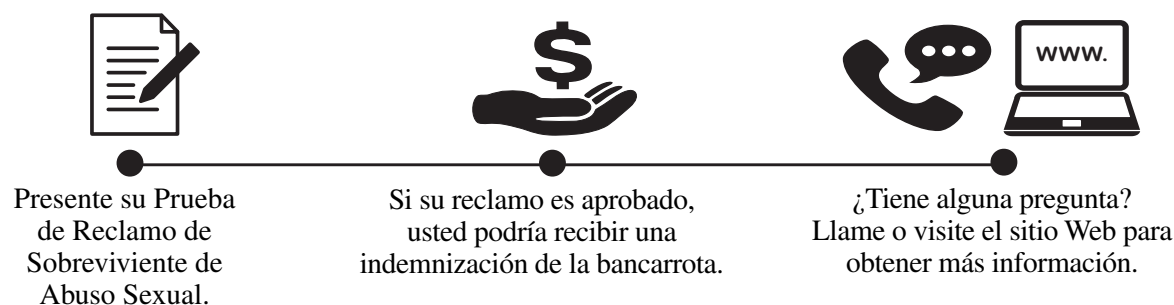 $
www.
Presente su Prueba
de Reclamo de
Sobreviviente de
Abuso Sexual.
Si su reclamo es aprobado,
usted podría recibir una
indemnización de la bancarrota.
¿Tiene alguna pregunta?
Llame o visite el sitio Web para
obtener más información.